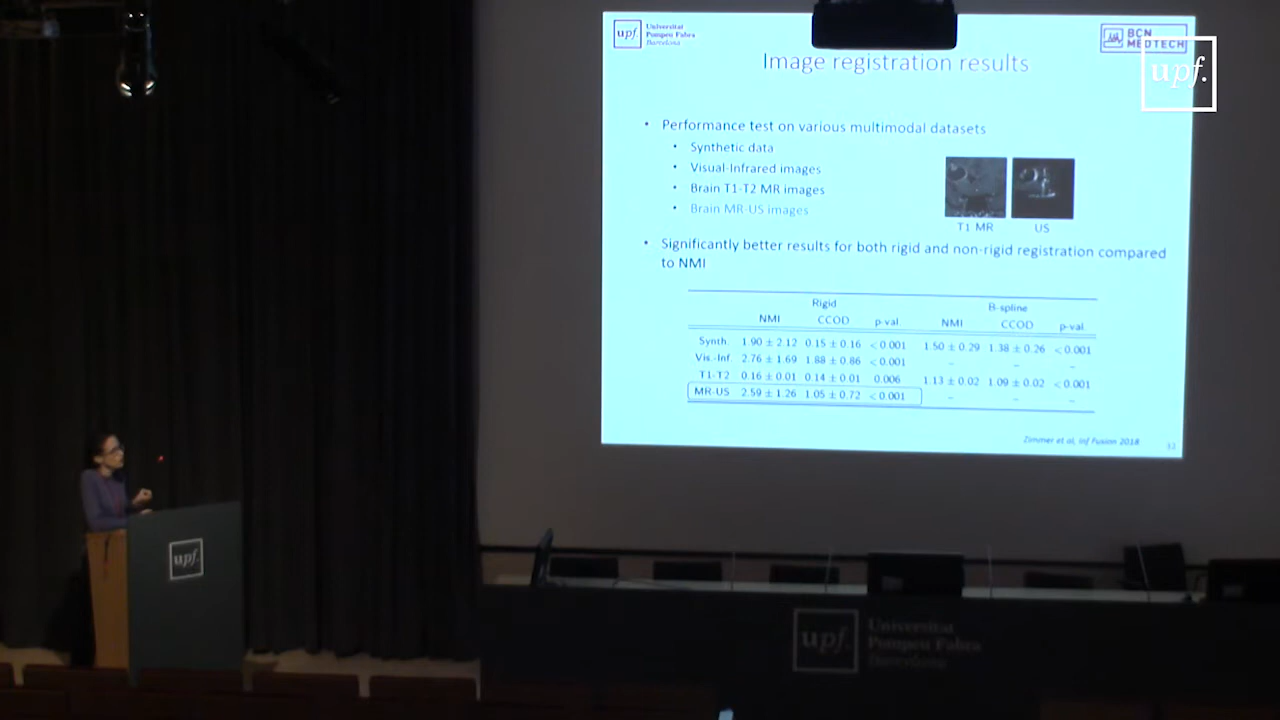 upf.
Universitat
Pompeu Fabra
Barcelona
BCN
MEDTECH
upf.
Image registration results
• Performance test on various multimodal datasets
• Synthetic data
• Visual-Infrared images
• Brain T1-T2 MR images
• Brain MR-US images
T1 MR US
• Significantly better results for both rigid and non-rigid registration compared
to NMI
Rigid B-spline
NMI CCOD p-val NMI CCOD p-val
Synth. 1.90 ± 2.12 0.15 ± 0.16 < 0.001 1.50 ± 0.29 1.38 ± 0.26 < 0.001
Vis.-Inf. 2.76 ± 1.69 1.88 ± 0.86 < 0.001 – – –
T1-T2 0.16 ± 0.01 0.14 ± 0.01 0.006 1.13 ± 0.02 1.09 ± 0.02 < 0.001
MR-US 2.59 ± 1.26 1.05 ± 0.72 < 0.001 – – –
Zimmer et al, Inf Fusion 2018
upf.
upf.
Universitat
Pompeu Fabra
Barcelona